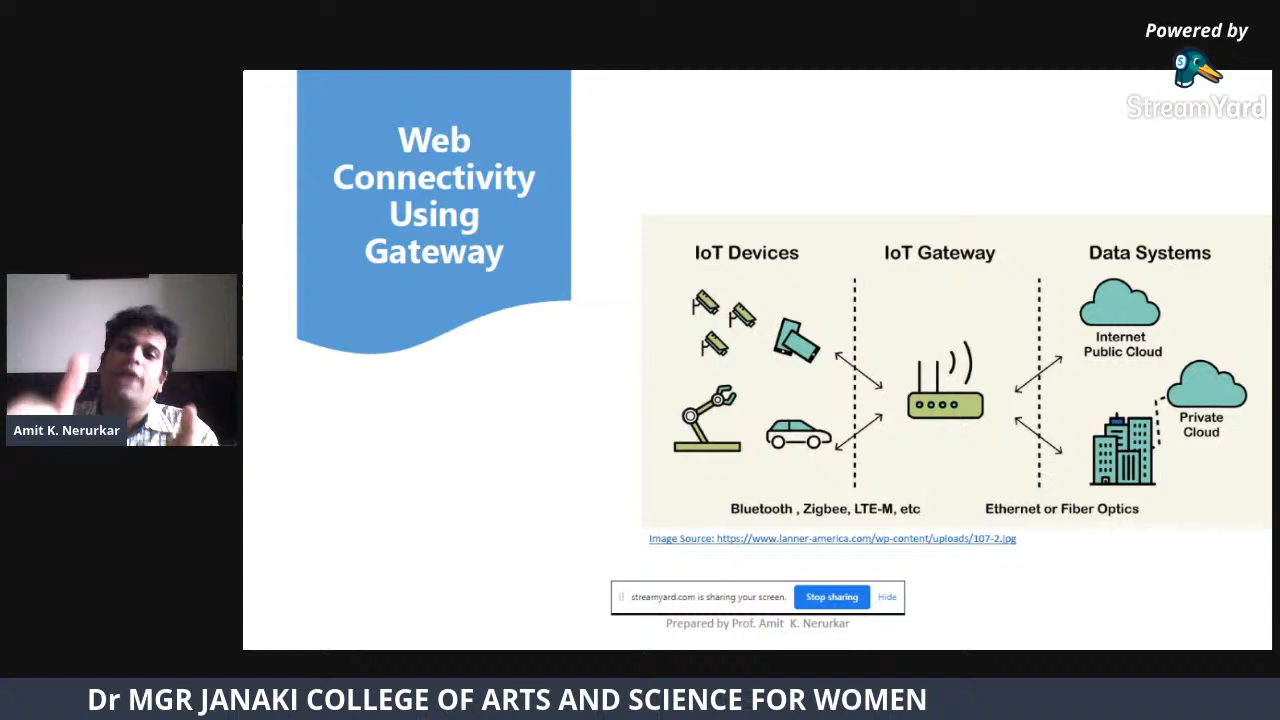 Powered by
StreamYard
Web
Connectivity
Using
Gateway
IoT Devices
IoT Gateway
Data Systems
Internet
Public Cloud
Private
Cloud
Bluetooth , Zigbee, LTE-M, etc
Ethernet or Fiber Optics
Image Source: https://www.lanner-america.com/wp-content/uploads/107-2.jpg
streamyard.com is sharing your screen.
Stop sharing
Hide
Prepared by Prof. Amit K. Nerurkar
Amit K. Nerurkar
Dr MGR JANAKI COLLEGE OF ARTS AND SCIENCE FOR WOMEN